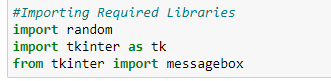 #Importing Required Libraries
import random
import tkinter as tk
from tkinter import messagebox